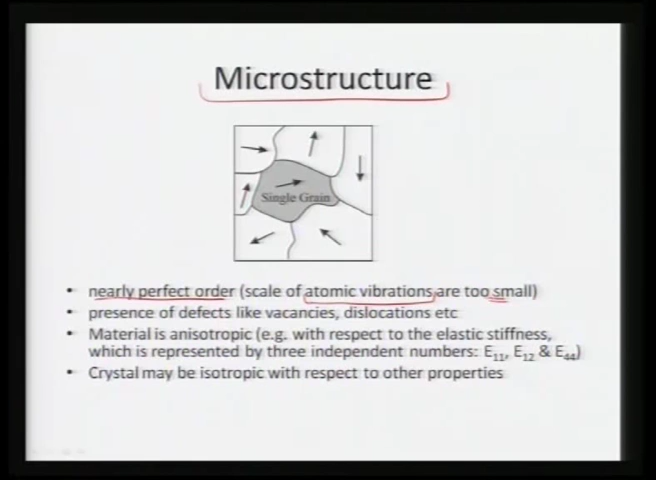 Microstructure
Single Grain
• nearly perfect order (scale of atomic vibrations are too small)
• presence of defects like vacancies, dislocations etc
• Material is anisotropic (e.g. with respect to the elastic stiffness,
which is represented by three independent numbers: E11, E12 & E44)
• Crystal may be isotropic with respect to other properties